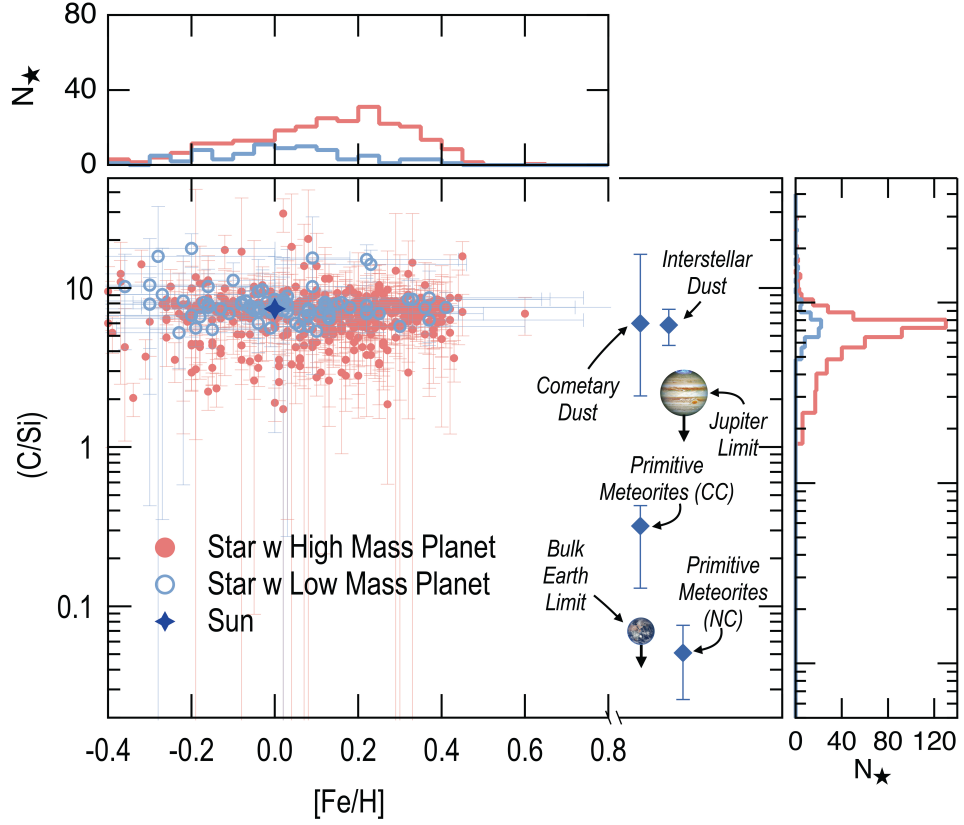 80
40
0
N★
10
1
0.1
(C/Si)
Interstellar
Dust
Cometary
Dust
Jupiter
Limit
Primitive
Meteorites (CC)
Bulk
Earth
Limit
Primitive
Meteorites
(NC)
Star w High Mass Planet
Star w Low Mass Planet
Sun
-0.4 -0.2 0.0 0.2 0.4 0.6 0.8
[Fe/H]
0 40 80 120
N★